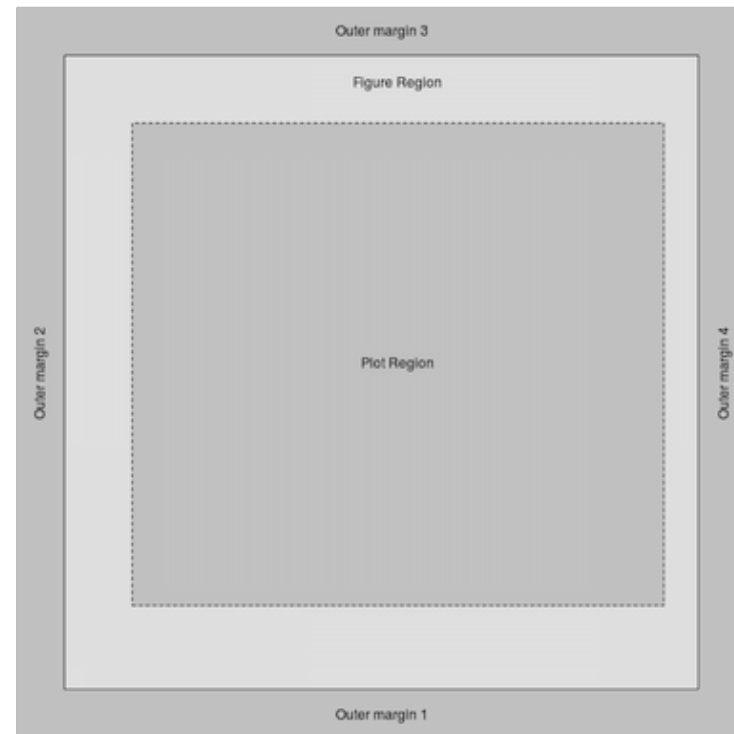 Outer margin 3
Figure Region
Outer margin 2
Plot Region
Outer margin 4
Outer margin 1